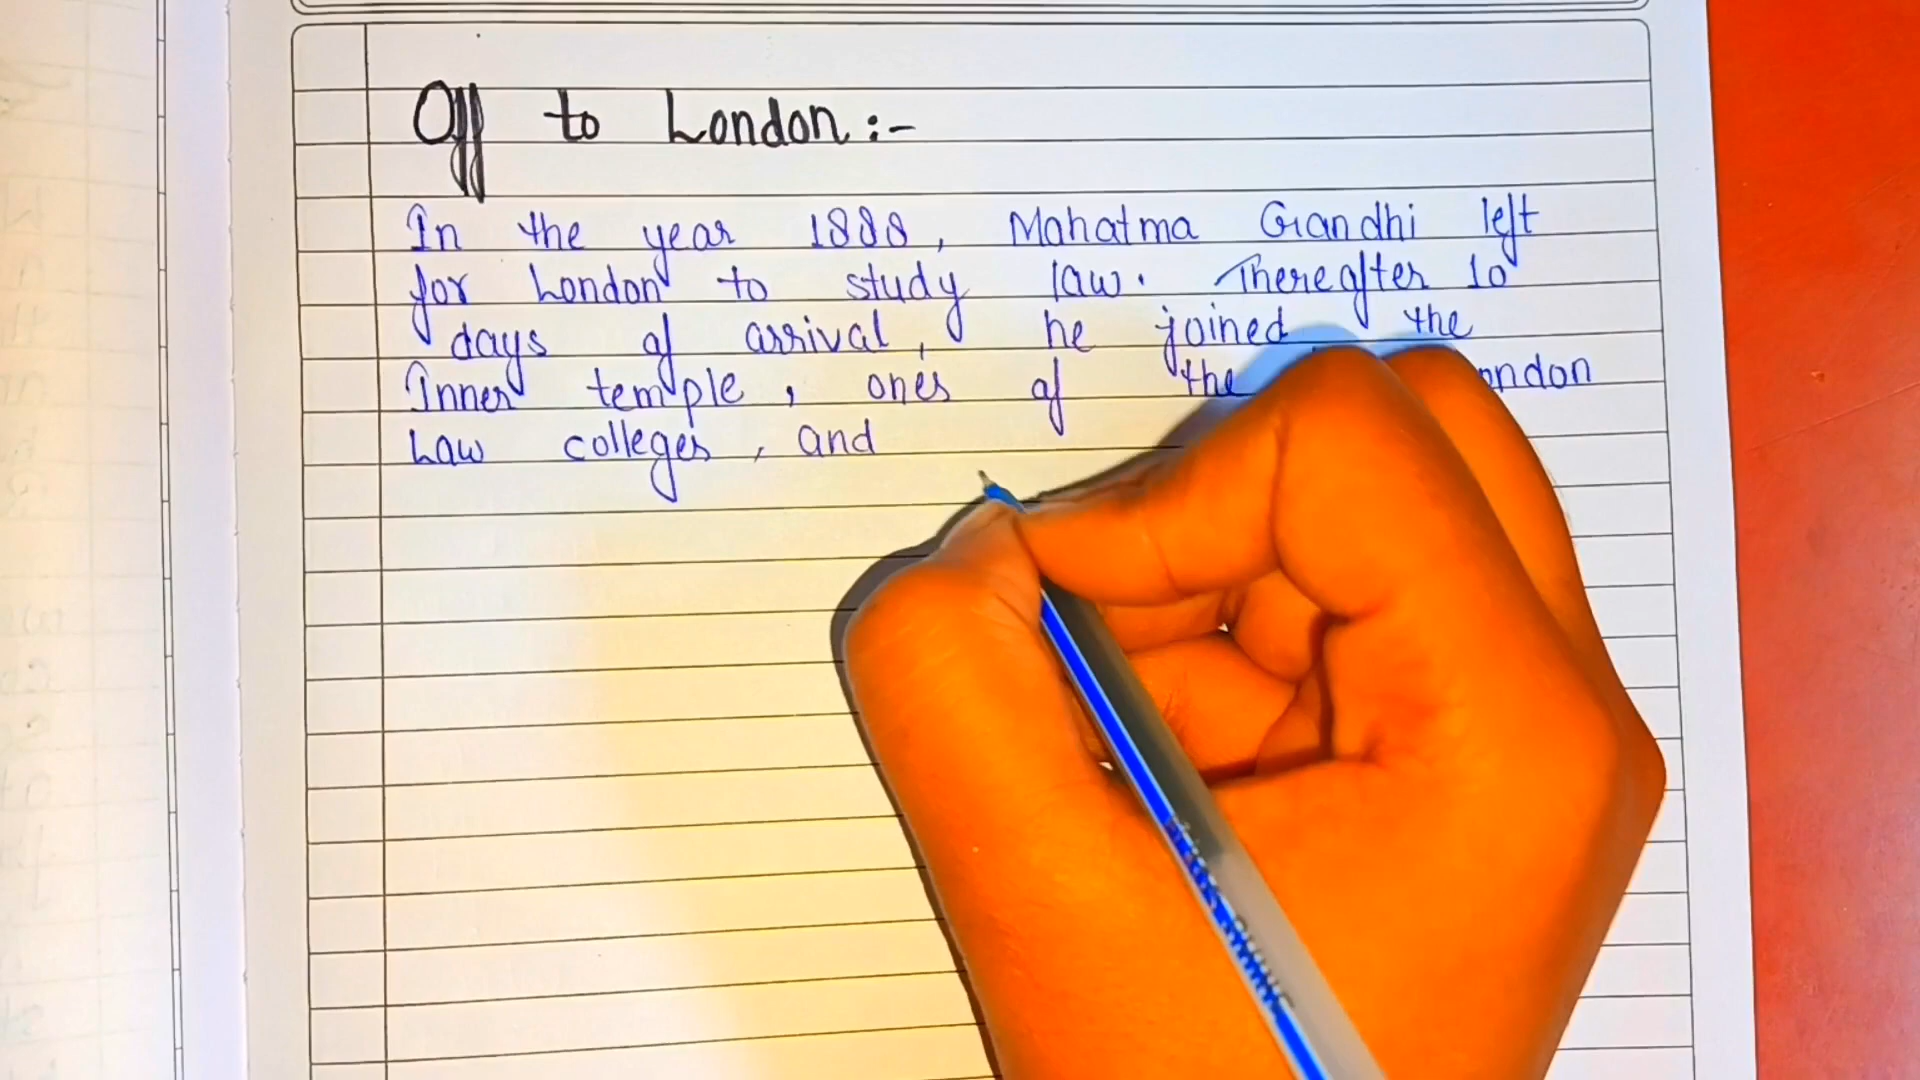 Off to London :-
In the year 1888, Mahatma Gandhi left
for London to study law. Thereafter 10
days of arrival, he joined the
Inner temple, ones of the ondon
Law colleges, and